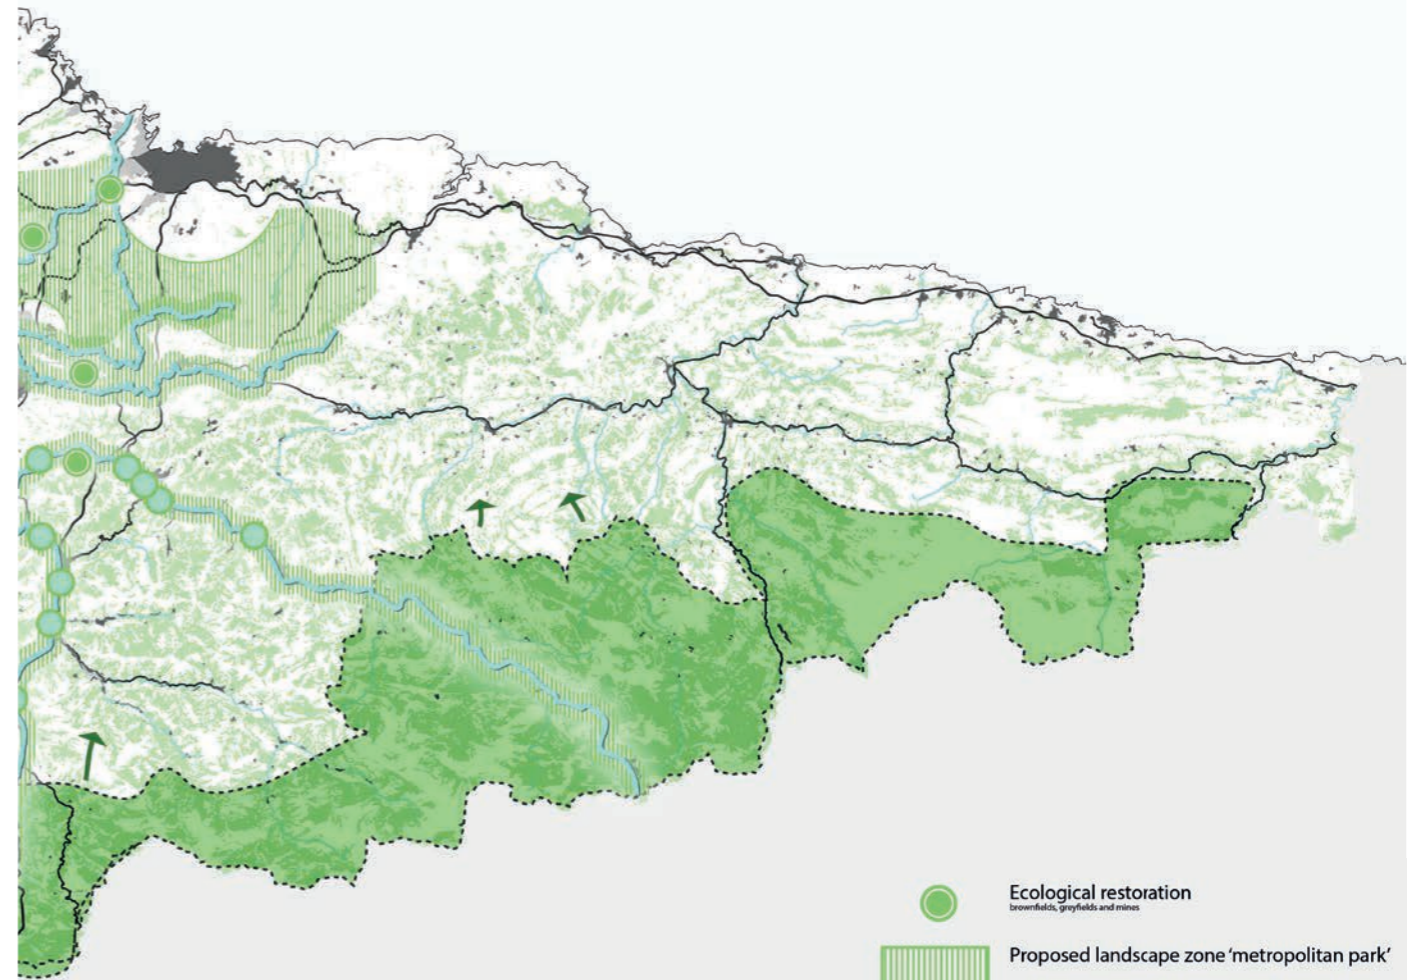 Ecological restoration
brownfields, greyfields and mines
Proposed landscape zone 'metropolitan park'